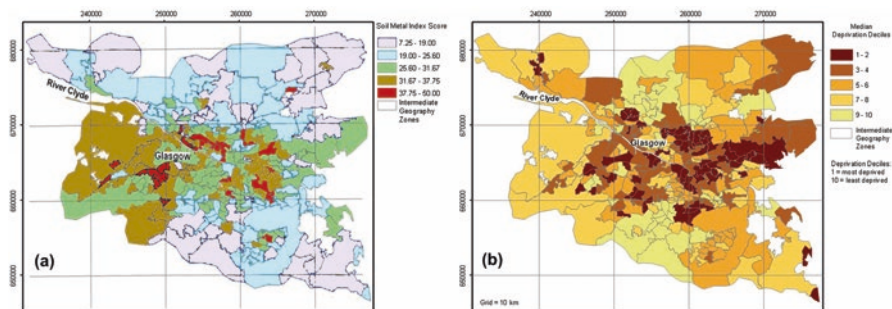 240000 250000 260000 270000
Soil Metal Index Score
7.25 - 19.00
19.00 - 25.60
25.60 - 31.67
31.67 - 37.75
37.75 - 50.00
Intermediate
Geography
Zones
680000
670000
660000
650000
River Clyde
Glasgow
(a)
240000 250000 260000 270000
Median
Deprivation Deciles
1 - 2
3 - 4
5 - 6
7 - 8
9 - 10
Intermediate
Geography
Zones
Deprivation Deciles:
1 = most deprived
10 = least deprived
680000
670000
660000
650000
River Clyde
Glasgow
(b)
Grid = 10 km